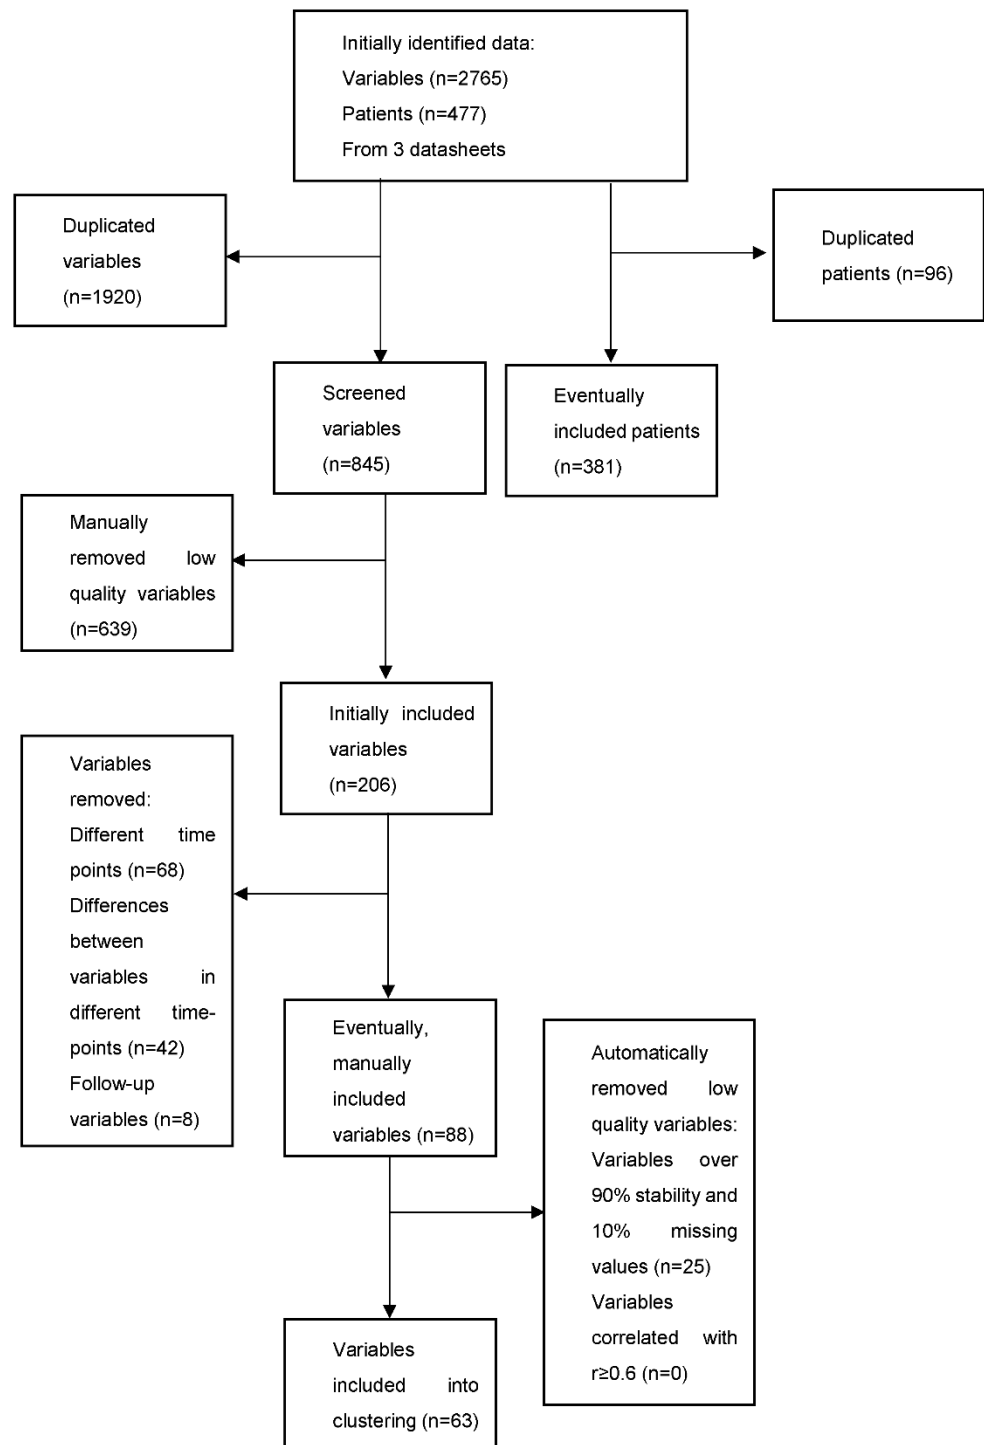 Initially identified data:
Variables (n=2765)
Patients (n=477)
From 3 datasheets
Duplicated
variables
(n=1920)
Duplicated
patients (n=96)
Screened
variables
(n=845)
Eventually
included patients
(n=381)
Manually
removed low
quality variables
(n=639)
Initially included
variables
(n=206)
Variables
removed:
Different time
points (n=68)
Differences
between
variables in
different time-
points (n=42)
Follow-up
variables (n=8)
Eventually,
manually
included
variables (n=88)
Automatically
removed low
quality variables:
Variables over
90% stability and
10% missing
values (n=25)
Variables
correlated with
r≥0.6 (n=0)
Variables
included into
clustering (n=63)